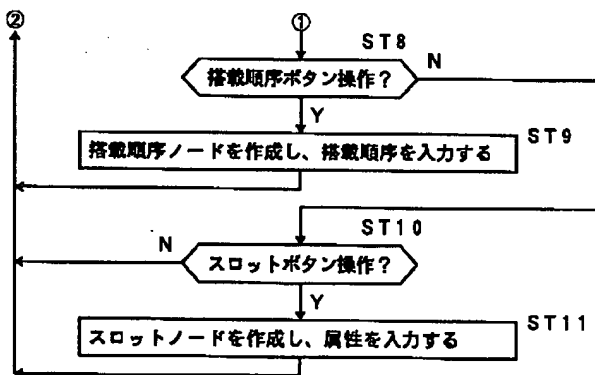 ②
①
ST8
搭載順序ボタン操作？
N
Y
ST9
搭載順序ノードを作成し、搭載順序を入力する
ST10
N
スロットボタン操作？
Y
ST11
スロットノードを作成し、属性を入力する